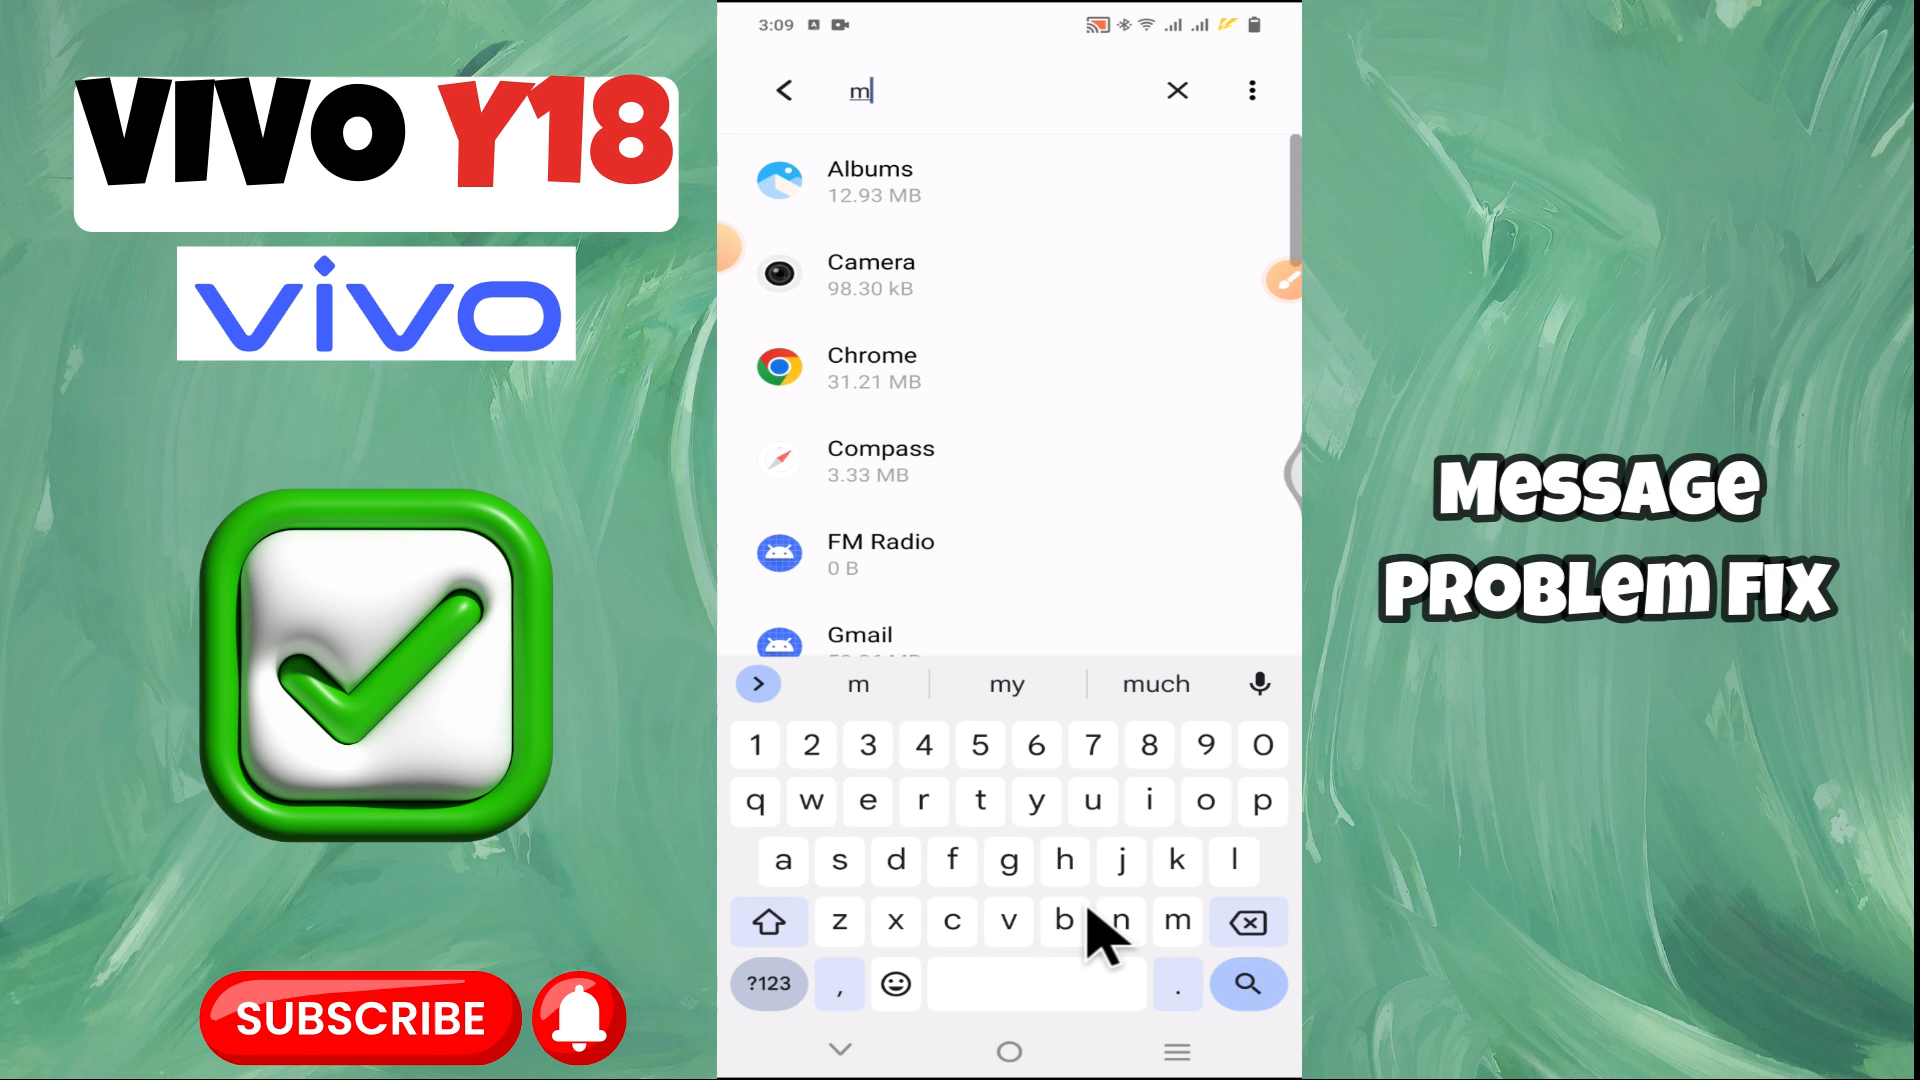 VIVO Y18
vivo
SUBSCRIBE
3:09
m
Albums
12.93 MB
Camera
98.30 kB
Chrome
31.21 MB
Compass
3.33 MB
FM Radio
0 B
Gmail
m my much
1 2 3 4 5 6 7 8 9 0
q w e r t y u i o p
a s d f g h j k l
z x c v b n m
?123 , .
MESSAGE
PROBLEM FIX